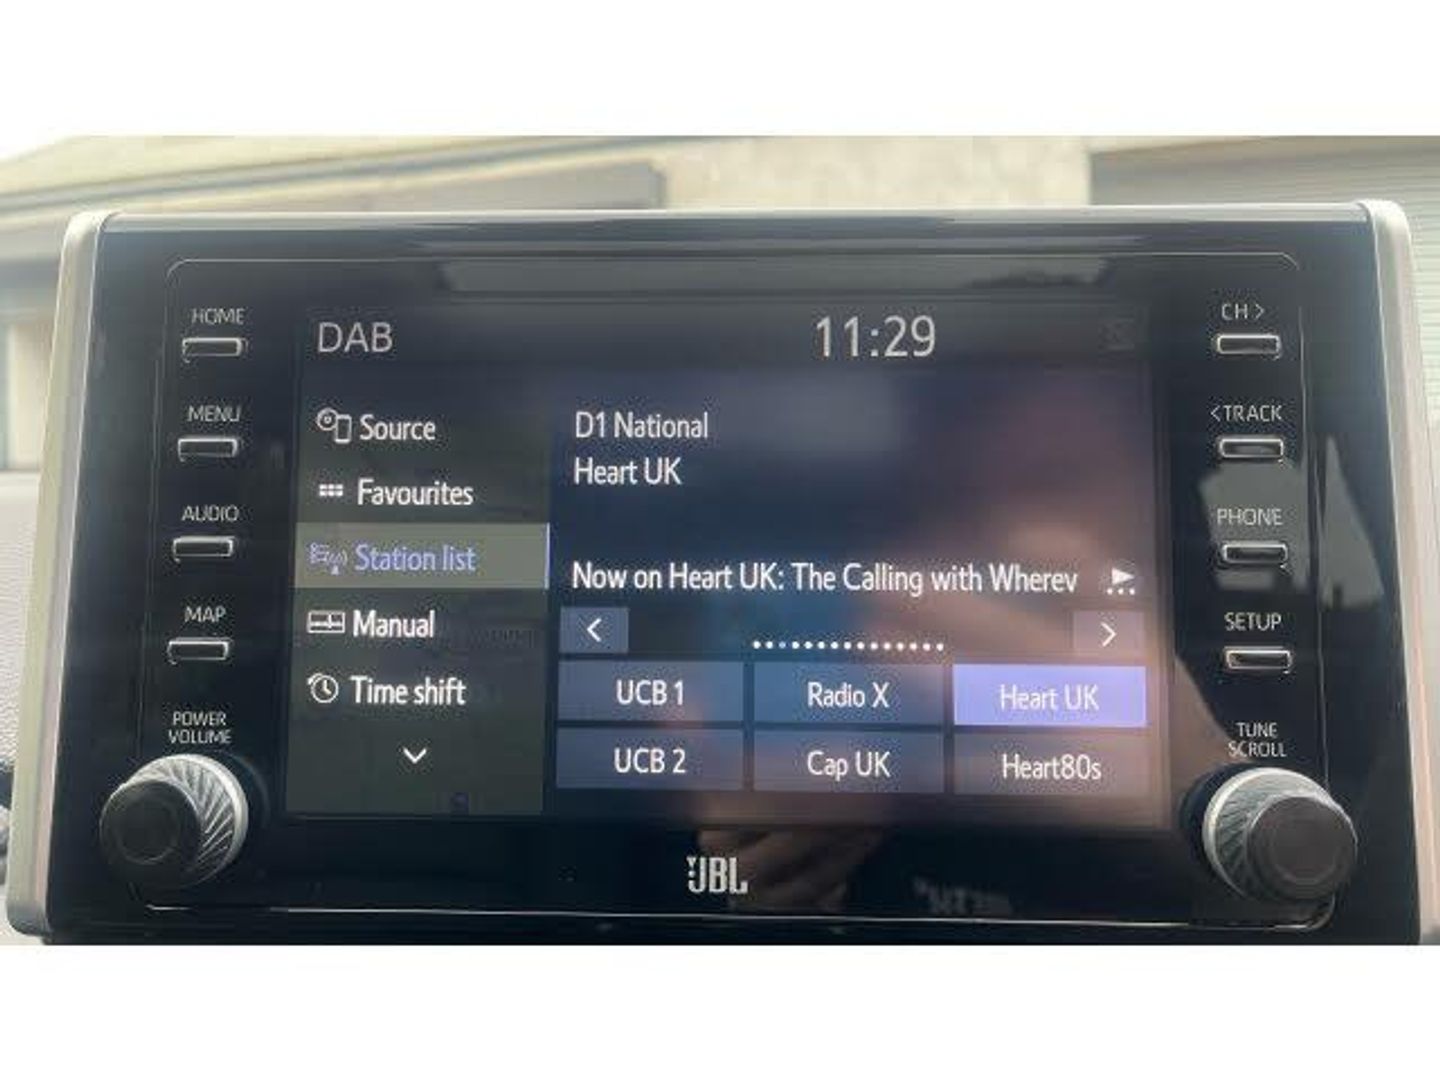 HOME
MENU
AUDIO
MAP
POWER
VOLUME
DAB
11:29
Source
Favourites
Station list
Manual
Time shift
D1 National
Heart UK
Now on Heart UK: The Calling with Wherev
UCB 1
Radio X
Heart UK
UCB 2
Cap UK
Heart80s
CH >
< TRACK
PHONE
SETUP
TUNE
SCROLL
JBL